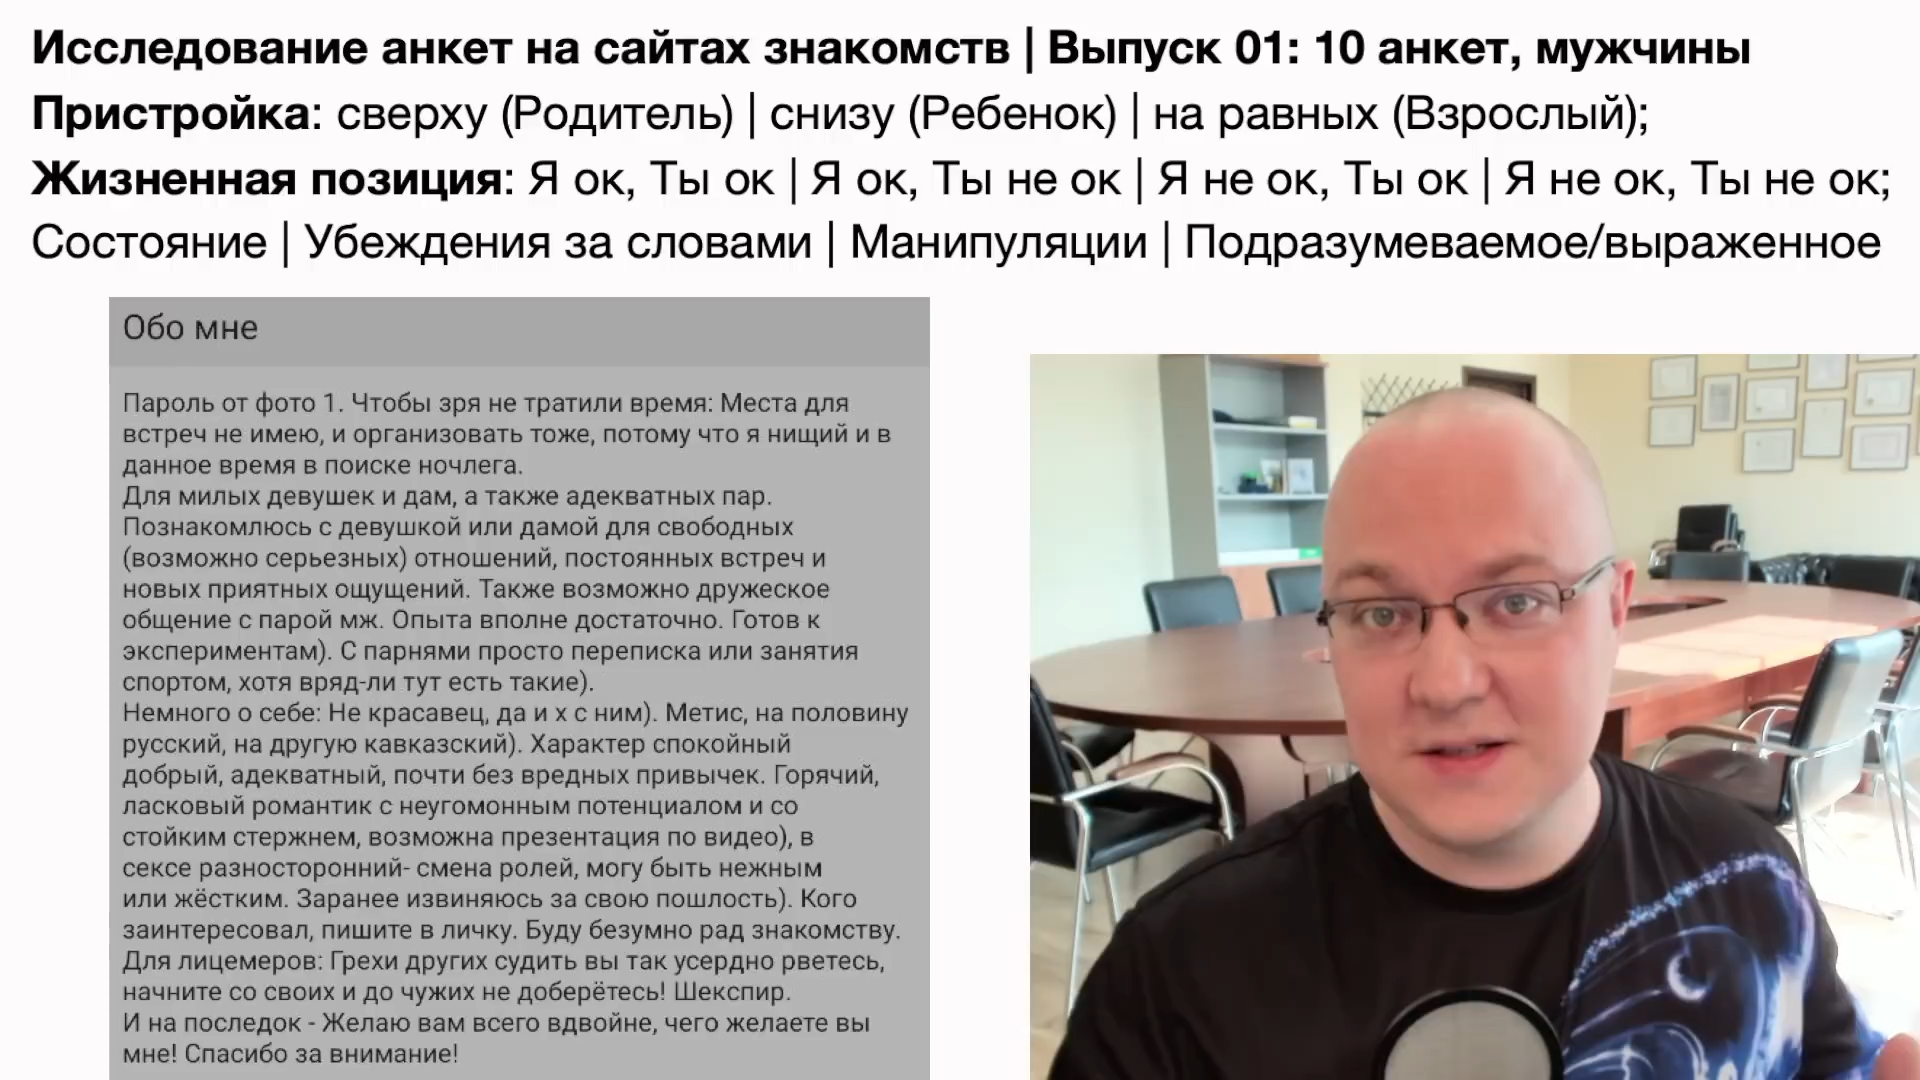 Исследование анкет на сайтах знакомств | Выпуск 01: 10 анкет, мужчины
Пристройка: сверху (Родитель) | снизу (Ребенок) | на равных (Взрослый);
Жизненная позиция: Я ок, Ты ок | Я ок, Ты не ок | Я не ок, Ты ок | Я не ок, Ты не ок;
Состояние | Убеждения за словами | Манипуляции | Подразумеваемое/выраженное
Обо мне
Пароль от фото 1. Чтобы зря не тратили время: Места для
встреч не имею, и организовать тоже, потому что я нищий и в
данное время в поиске ночлега.
Для милых девушек и дам, а также адекватных пар.
Познакомлюсь с девушкой или дамой для свободных
(возможно серьезных) отношений, постоянных встреч и
новых приятных ощущений. Также возможно дружеское
общение с парой мж. Опыта вполне достаточно. Готов к
экспериментам). С парнями просто переписка или занятия
спортом, хотя вряд-ли тут есть такие).
Немного о себе: Не красавец, да и х с ним). Метис, на половину
русский, на другую кавказский). Характер спокойный
добрый, адекватный, почти без вредных привычек. Горячий,
ласковый романтик с неугомонным потенциалом и со
стойким стержнем, возможна презентация по видео), в
сексе разносторонний- смена ролей, могу быть нежным
или жёстким. Заранее извиняюсь за свою пошлость). Кого
заинтересовал, пишите в личку. Буду безумно рад знакомству.
Для лицемеров: Грехи других судить вы так усердно рветесь,
начните со своих и до чужих не доберётесь! Шекспир.
И на последок - Желаю вам всего вдвойне, чего желаете вы
мне! Спасибо за внимание!